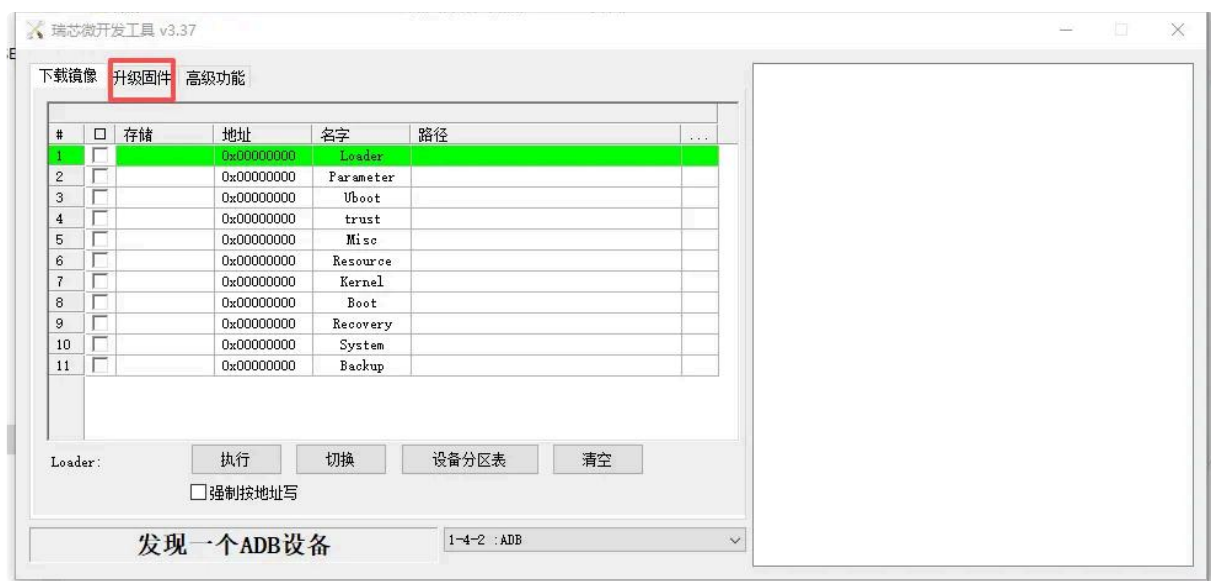 瑞芯微开发工具 v3.37
下载镜像 升级固件 高级功能
# 存储 地址 名字 路径 ...
1 0x00000000 Loader
2 0x00000000 Parameter
3 0x00000000 Uboot
4 0x00000000 trust
5 0x00000000 Misc
6 0x00000000 Resource
7 0x00000000 Kernel
8 0x00000000 Boot
9 0x00000000 Recovery
10 0x00000000 System
11 0x00000000 Backup
Loader: 执行 切换 设备分区表 清空
强制按地址写
发现一个ADB设备 1-4-2 :ADB